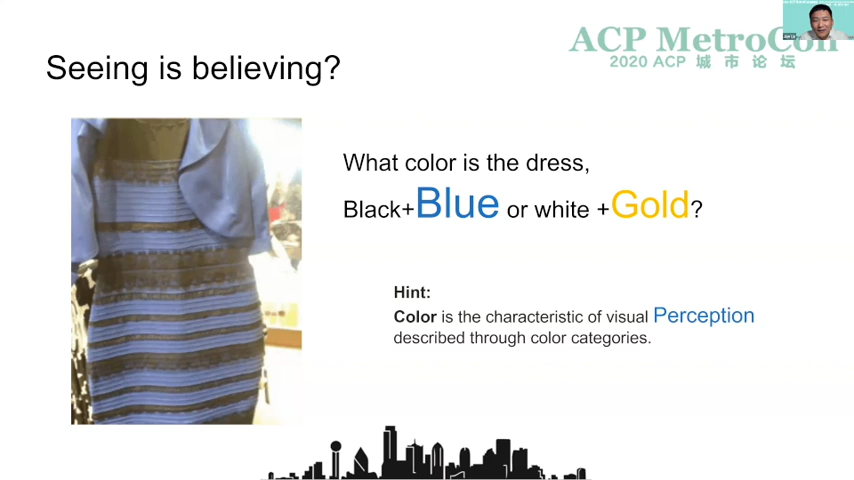 Seeing is believing?
ACP MetroCon
2020 ACP 城市论坛
What color is the dress,
Black+Blue or white +Gold?
Hint:
Color is the characteristic of visual Perception
described through color categories.